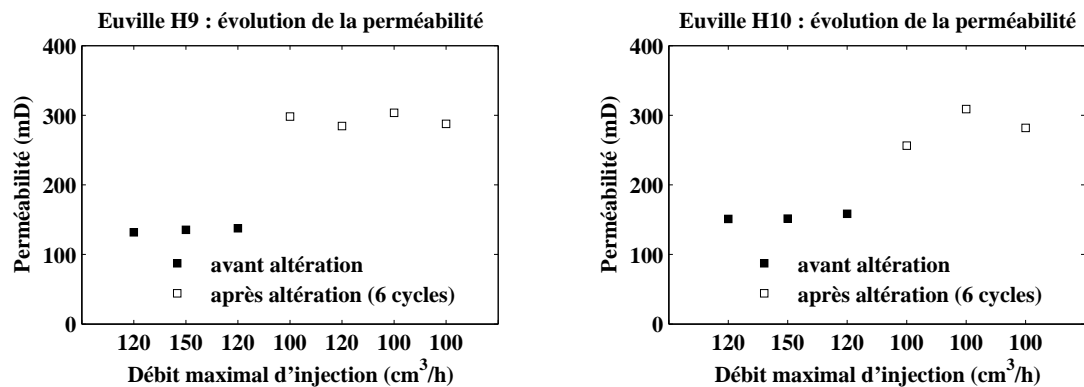 Euville H9 : évolution de la perméabilité
400
300
200
100
0
Perméabilité (mD)
avant altération
après altération (6 cycles)
120 150 120 100 120 100 100
Débit maximal d'injection (cm³/h)
Euville H10 : évolution de la perméabilité
400
300
200
100
0
Perméabilité (mD)
avant altération
après altération (6 cycles)
120 150 120 100 100 100
Débit maximal d'injection (cm³/h)